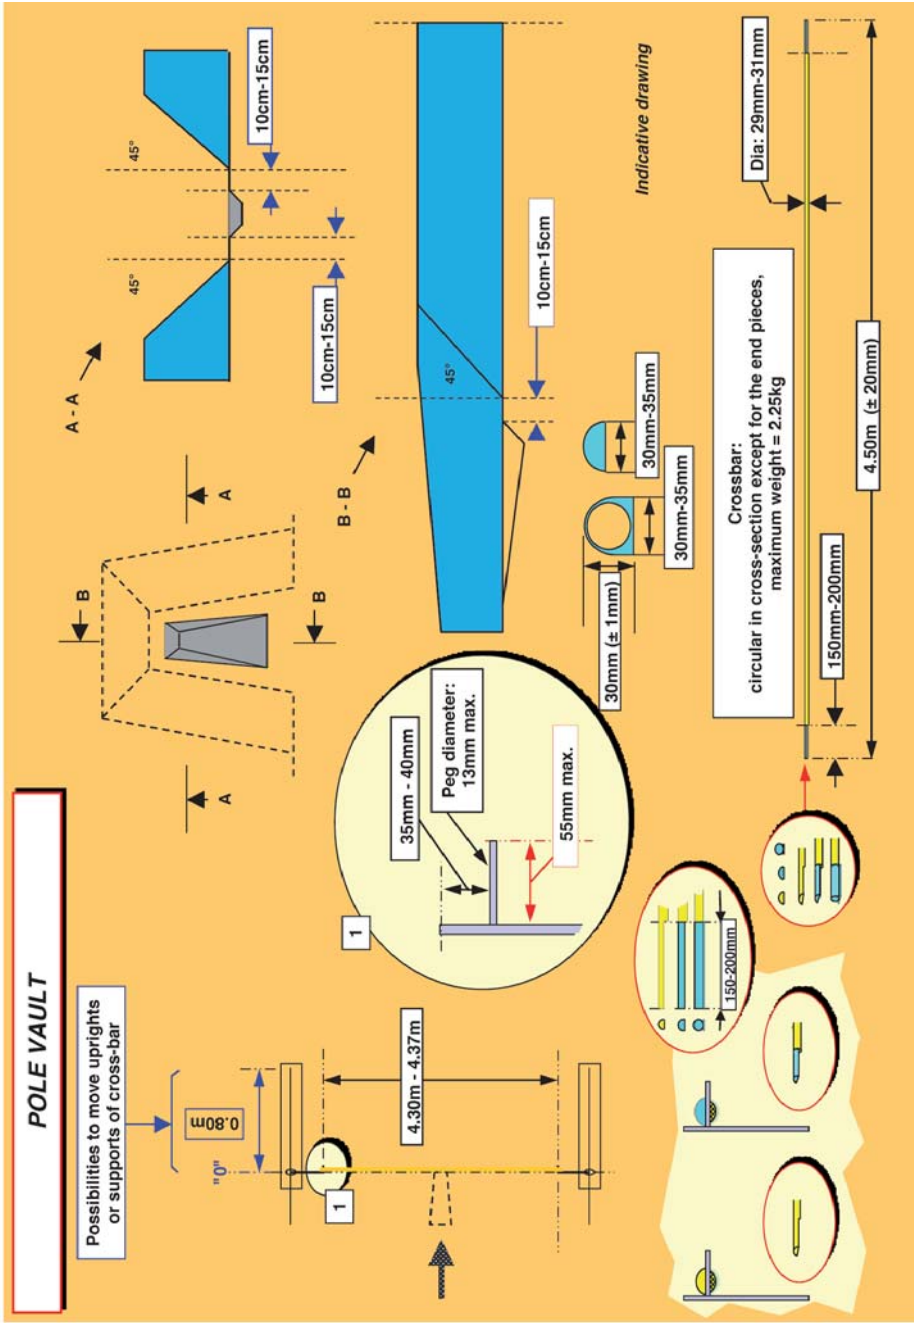 POLE VAULT
Possibilities to move uprights
or supports of cross-bar
"0"
0.80m
1
4.30m - 4.37m
A
A
B
B
1
35mm - 40mm
Peg diameter:
13mm max.
55mm max.
A - A
45°
45°
10cm-15cm
10cm-15cm
B - B
45°
10cm-15cm
30mm (± 1mm)
30mm-35mm
30mm-35mm
Indicative drawing
150-200mm
Crossbar:
circular in cross-section except for the end pieces,
maximum weight = 2.25kg
Dia: 29mm-31mm
150mm-200mm
4.50m (± 20mm)